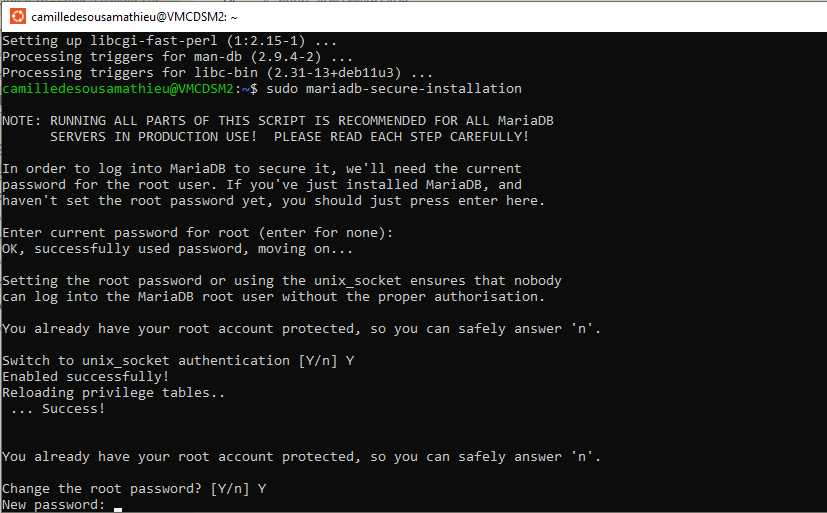 camilledesousamathieu@VMCDSM2: ~
Setting up libcgi-fast-perl (1:2.15-1) ...
Processing triggers for man-db (2.9.4-2) ...
Processing triggers for libc-bin (2.31-13+deb11u3) ...
camilledesousamathieu@VMCDSM2:~$ sudo mariadb-secure-installation
NOTE: RUNNING ALL PARTS OF THIS SCRIPT IS RECOMMENDED FOR ALL MariaDB
SERVERS IN PRODUCTION USE!  PLEASE READ EACH STEP CAREFULLY!
In order to log into MariaDB to secure it, we'll need the current
password for the root user. If you've just installed MariaDB, and
haven't set the root password yet, you should just press enter here.
Enter current password for root (enter for none):
OK, successfully used password, moving on...
Setting the root password or using the unix_socket ensures that nobody
can log into the MariaDB root user without the proper authorisation.
You already have your root account protected, so you can safely answer 'n'.
Switch to unix_socket authentication [Y/n] Y
Enabled successfully!
Reloading privilege tables..
... Success!
You already have your root account protected, so you can safely answer 'n'.
Change the root password? [Y/n] Y
New password: